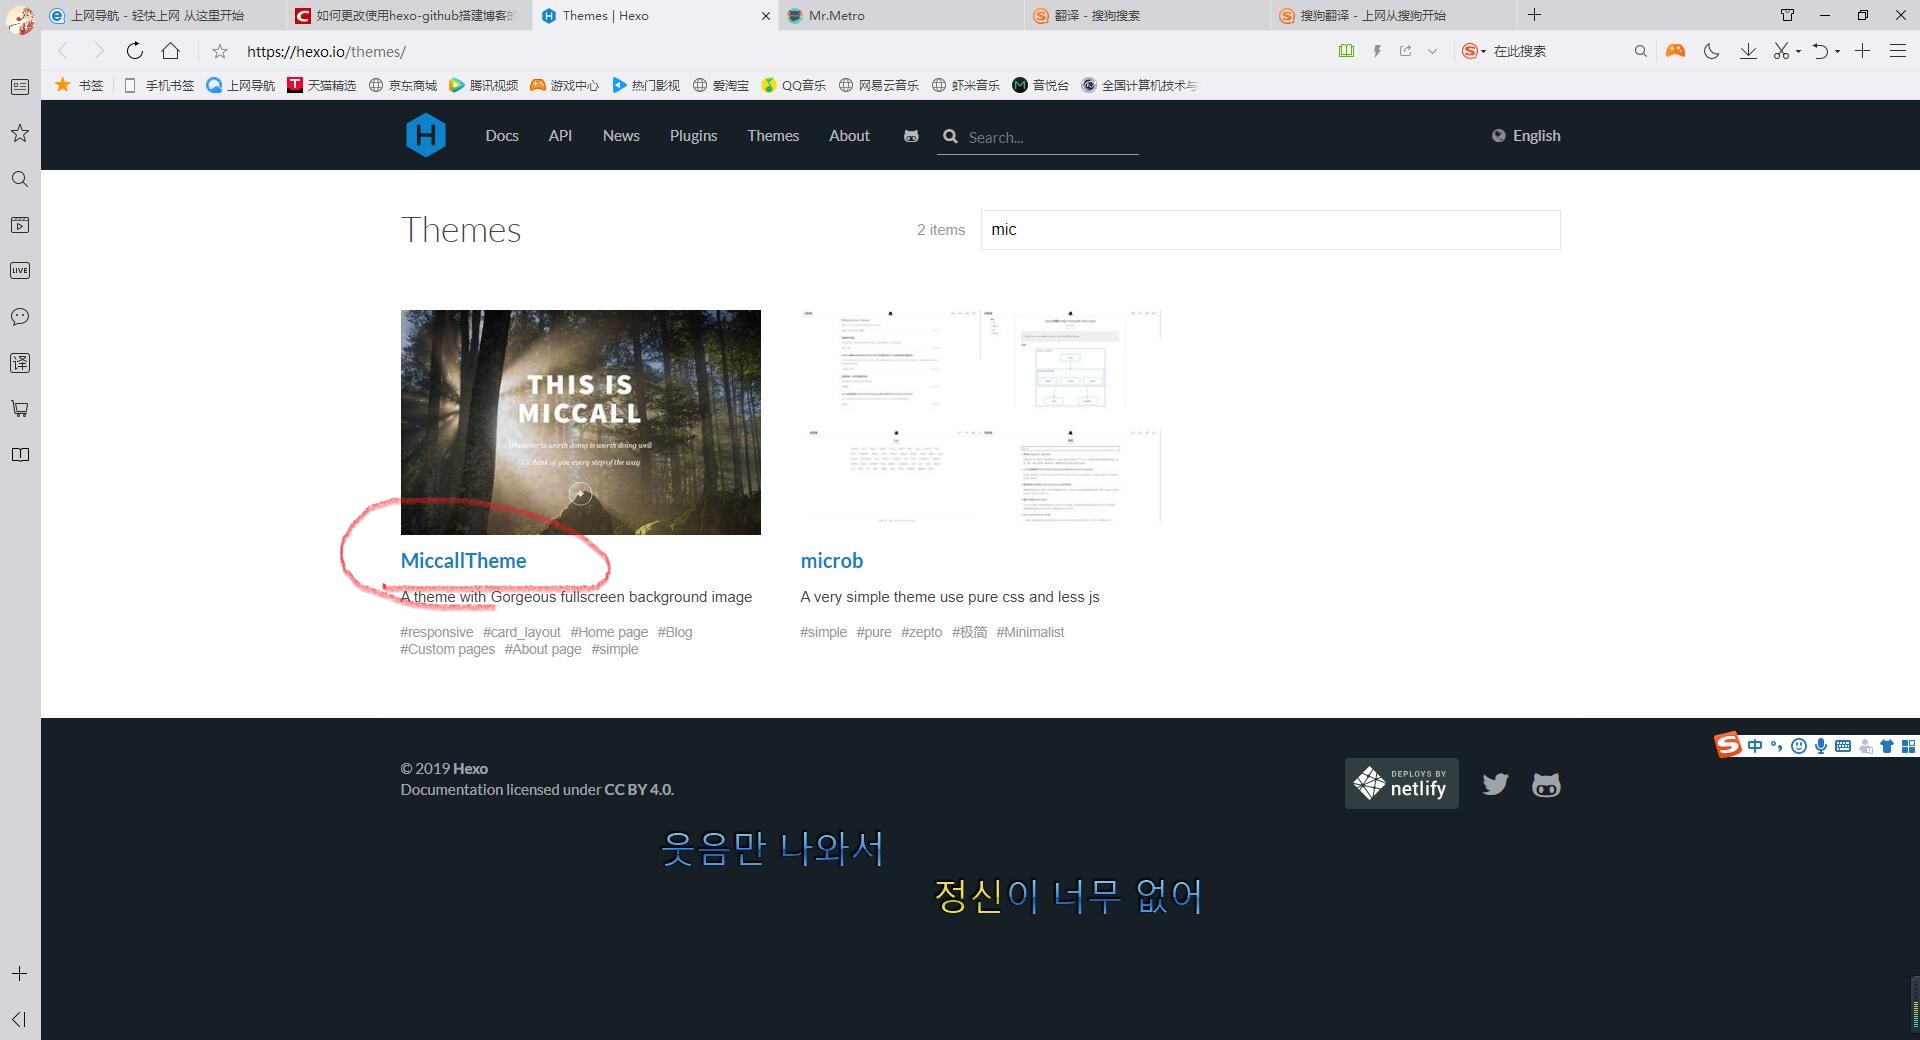 上网导航 - 轻快上网 从这里开始
如何更改使用hexo-github搭建博客的
Themes | Hexo
Mr.Metro
翻译 - 搜狗搜索
搜狗翻译 - 上网从搜狗开始
https://hexo.io/themes/
在此搜索
书签
手机书签
上网导航
天猫精选
京东商城
腾讯视频
游戏中心
热门影视
爱淘宝
QQ音乐
网易云音乐
虾米音乐
音悦台
全国计算机技术与
LIVE
译
Docs
API
News
Plugins
Themes
About
Search...
English
Themes
2 items
mic
THIS IS
MICCALL
Whatever is worth doing is worth doing well
I'll think of you every step of the way
MiccallTheme
A theme with Gorgeous fullscreen background image
#responsive #card_layout #Home page #Blog
#Custom pages #About page #simple
microb
A very simple theme use pure css and less js
#simple #pure #zepto #极简 #Minimalist
中
© 2019 Hexo
Documentation licensed under CC BY 4.0.
DEPLOYS BY
netlify
웃음만 나와서
정신이 너무 없어